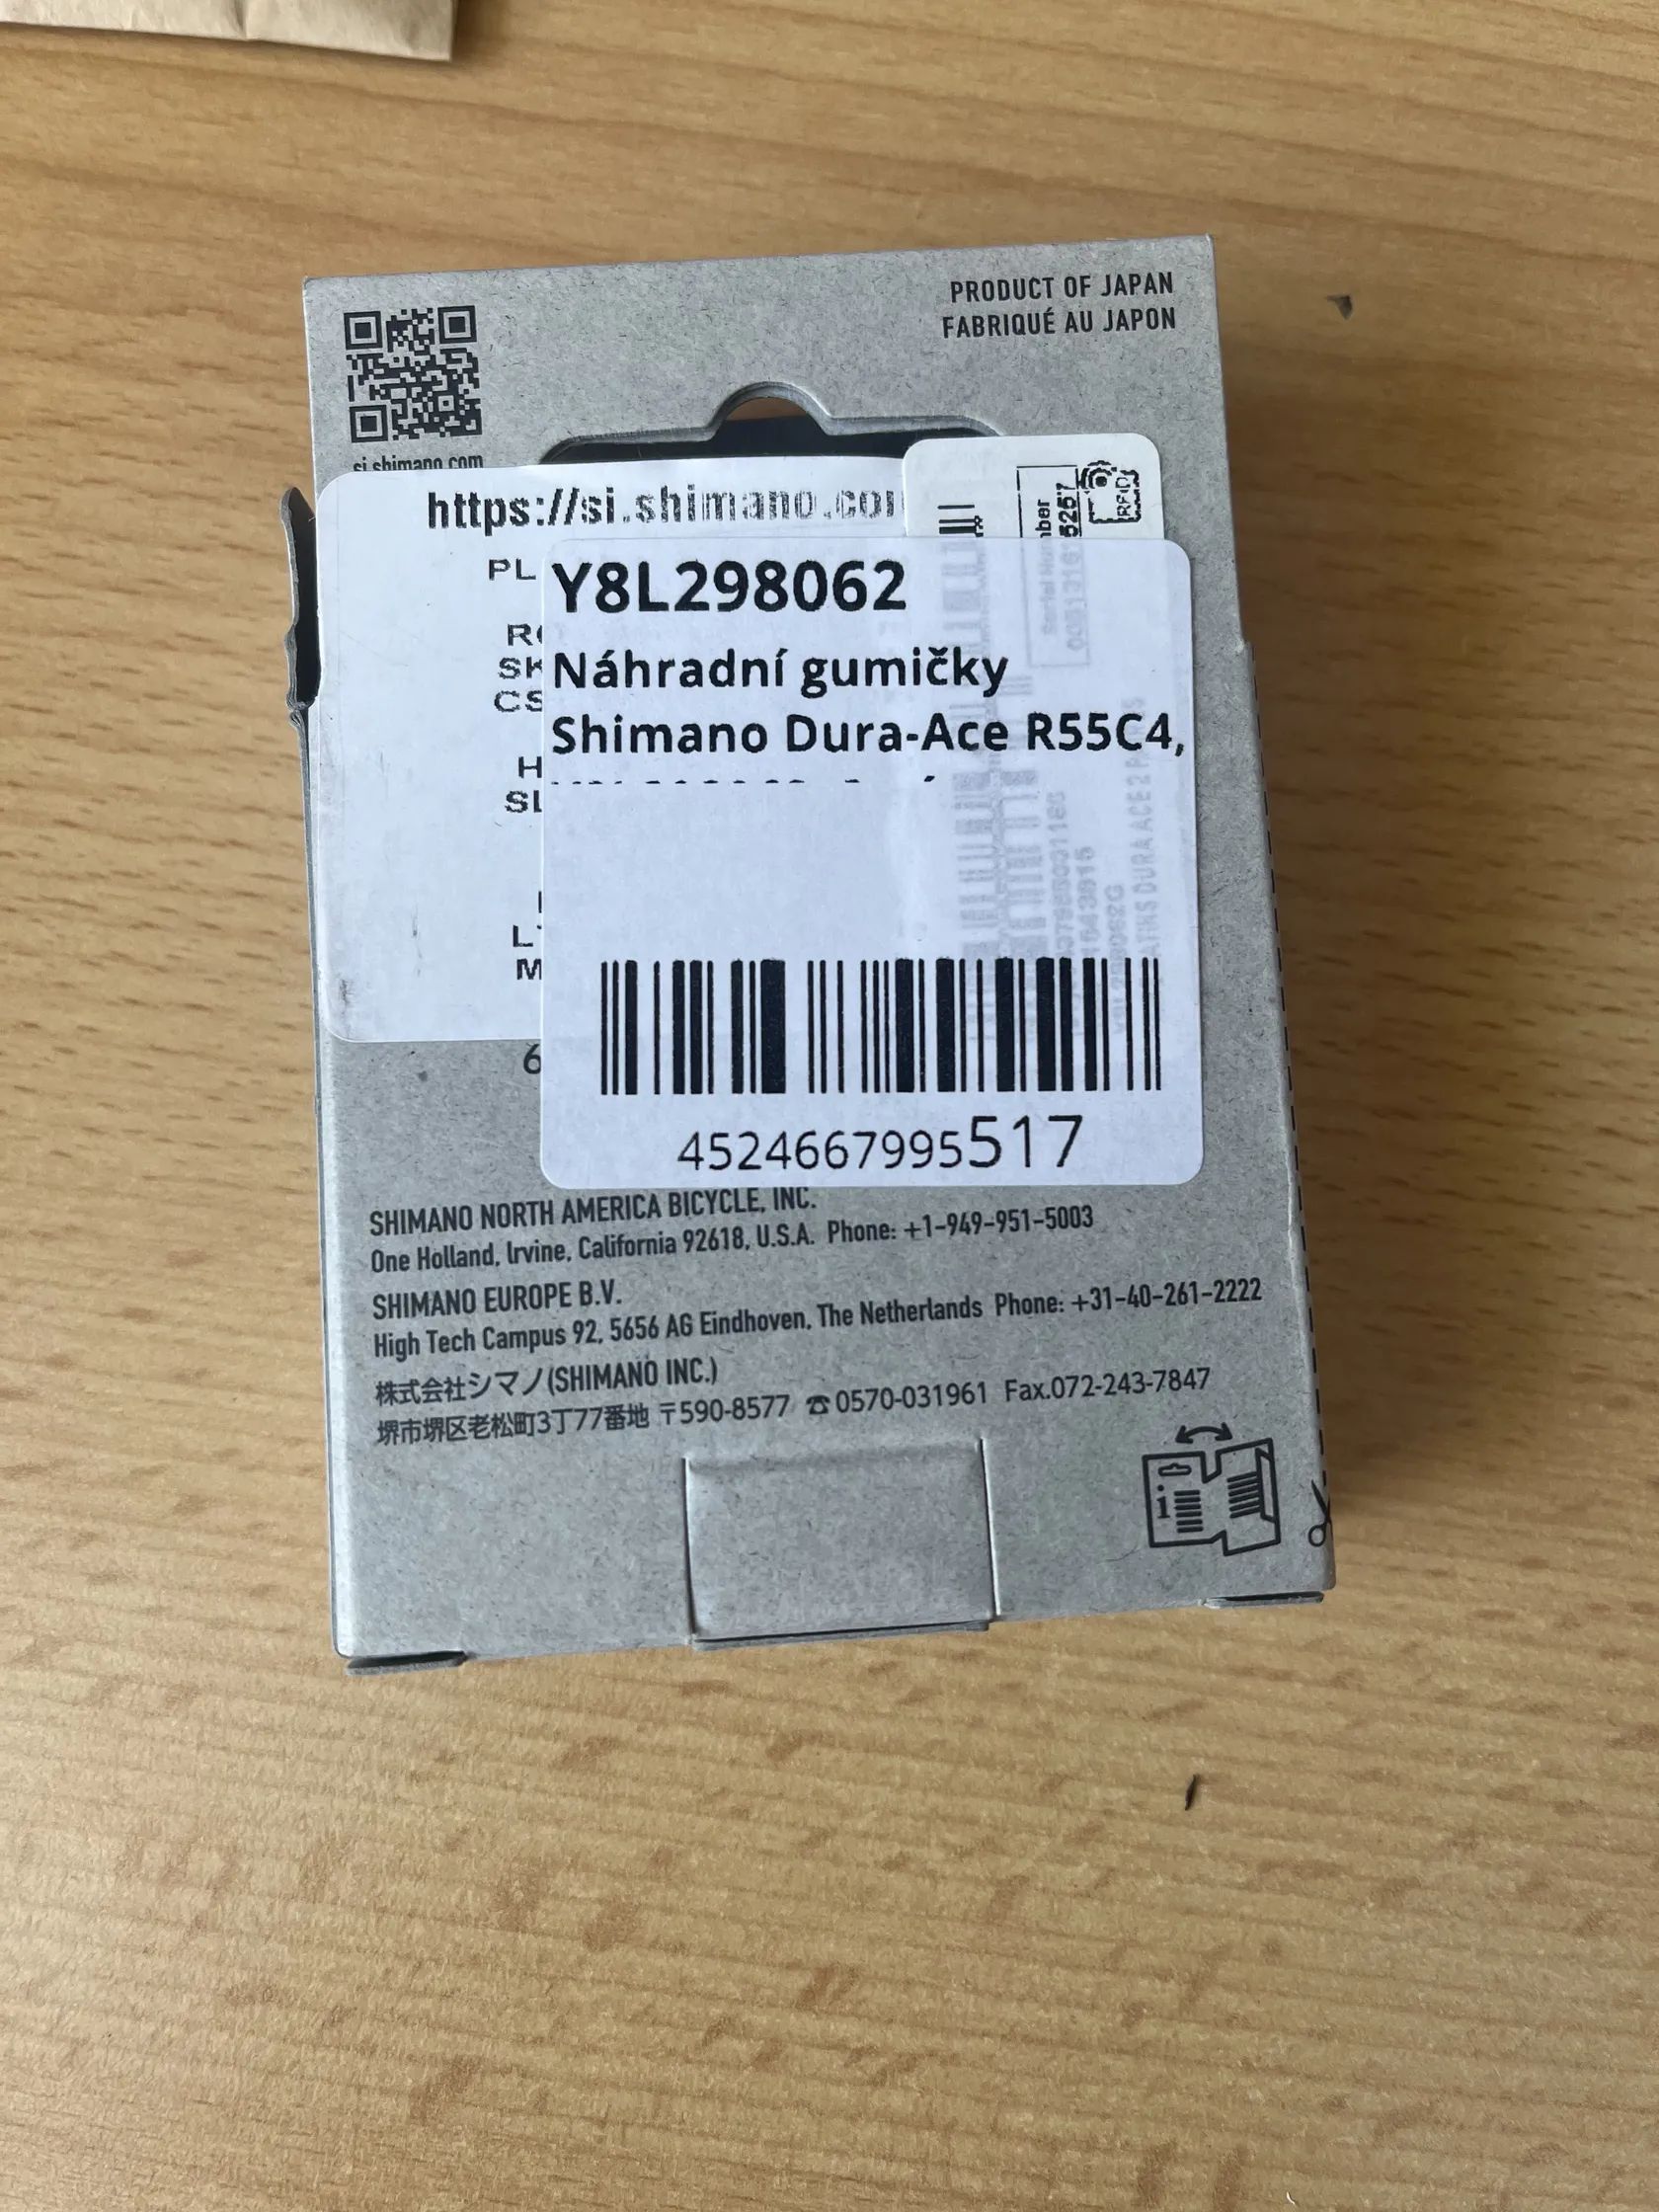 PRODUCT OF JAPAN
FABRIQUÉ AU JAPON
si.shimano.com
https://si.shimano.com
RFID
Y8L298062
Náhradní gumičky
Shimano Dura-Ace R55C4,
4524667995517
SHIMANO NORTH AMERICA BICYCLE, INC.
One Holland, Irvine, California 92618, U.S.A. Phone: +1-949-951-5003
SHIMANO EUROPE B.V.
High Tech Campus 92, 5656 AG Eindhoven, The Netherlands Phone: +31-40-261-2222
株式会社シマノ(SHIMANO INC.)
堺市堺区老松町3丁77番地 〒590-8577 ☎0570-031961 Fax.072-243-7847